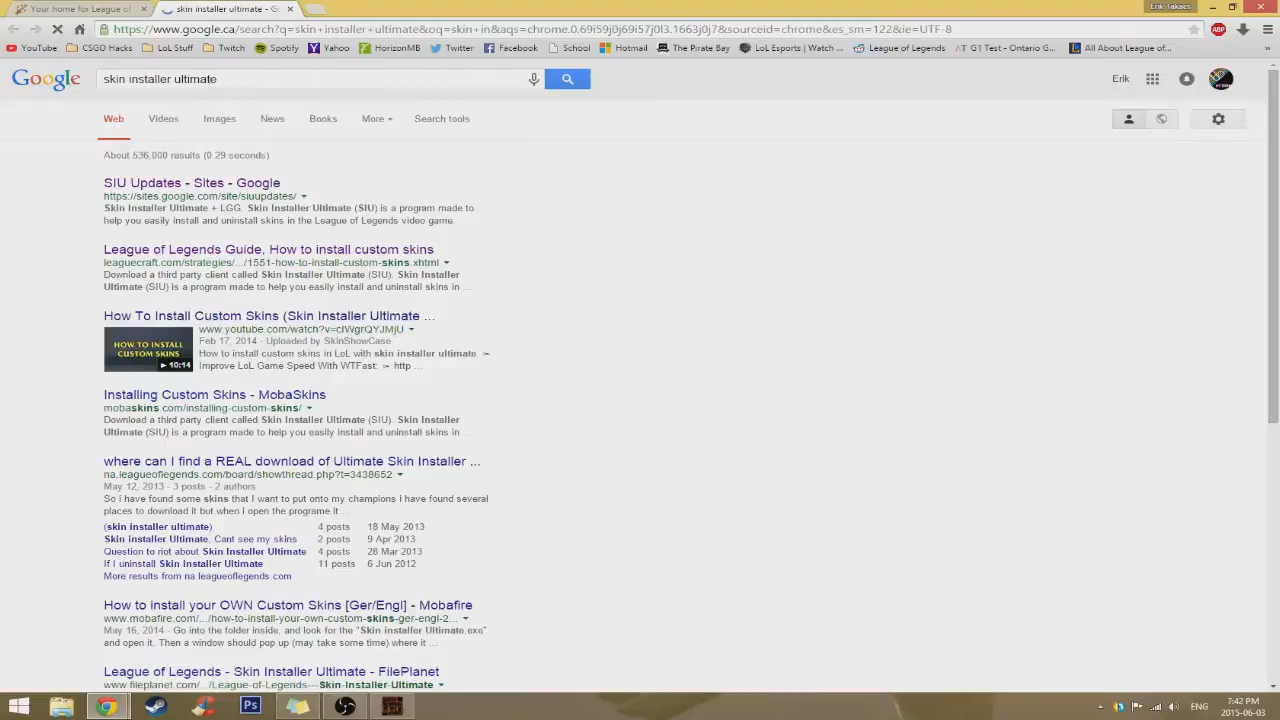 Your home for League of
skin installer ultimate - Go
Erik Takacs
https://www.google.ca/search?q=skin+installer+ultimate&oq=skin+in&aqs=chrome.0.69i59j0j69i57j0l3.1663j0j7&sourceid=chrome&es_sm=122&ie=UTF-8
ABP
YouTube CSGO Hacks LoL Stuff Twitch Spotify Yahoo HorizonMB Twitter Facebook School Hotmail The Pirate Bay LoL Esports | Watch ... League of Legends GT1 Test - Ontario G... All About League of...
Google skin installer ultimate Erik
Web Videos Images News Books More Search tools
About 536,000 results (0.29 seconds)
SIU Updates - Sites - Google
https://sites.google.com/site/siuupdates/
Skin Installer Ultimate + LGG. Skin Installer Ultimate (SIU) is a program made to
help you easily install and uninstall skins in the League of Legends video game.
League of Legends Guide, How to install custom skins
leaguecraft.com/strategies/.../1551-how-to-install-custom-skins.xhtml
Download a third party client called Skin Installer Ultimate (SIU). Skin Installer
Ultimate (SIU) is a program made to help you easily install and uninstall skins in ...
How To Install Custom Skins (Skin Installer Ultimate ...
www.youtube.com/watch?v=cIWgrQYJMjU
Feb 17, 2014 - Uploaded by SkinShowCase
How to install custom skins in LoL with skin installer ultimate. ➣
Improve LoL Game Speed With WTFast: ➣ http ...
HOW TO INSTALL
CUSTOM SKINS
10:14
Installing Custom Skins - MobaSkins
mobaskins.com/installing-custom-skins/
Download a third party client called Skin Installer Ultimate (SIU). Skin Installer
Ultimate (SIU) is a program made to help you easily install and uninstall skins in ...
where can I find a REAL download of Ultimate Skin Installer ...
na.leagueoflegends.com/board/showthread.php?t=3438652
May 12, 2013 - 3 posts - 2 authors
So i have found some skins that I want to put onto my champions i have found several
places to download it but when i open the programe it ...
(skin installer ultimate) 4 posts 18 May 2013
Skin Installer Ultimate, Cant see my skins 2 posts 9 Apr 2013
Question to riot about Skin Installer Ultimate 4 posts 28 Mar 2013
If I uninstall Skin Installer Ultimate 11 posts 6 Jun 2012
More results from na.leagueoflegends.com
How to install your OWN Custom Skins [Ger/Engl] - Mobafire
www.mobafire.com/.../how-to-install-your-own-custom-skins-ger-engl-2...
May 16, 2014 - Go into the folder inside, and look for the "Skin installer Ultimate.exe"
and open it. Then a window should pop up (may take some time) where it ...
League of Legends - Skin Installer Ultimate - FilePlanet
www.fileplanet.com/.../League-of-Legends---Skin-Installer-Ultimate
Ps
ENG
7:42 PM
2015-06-03